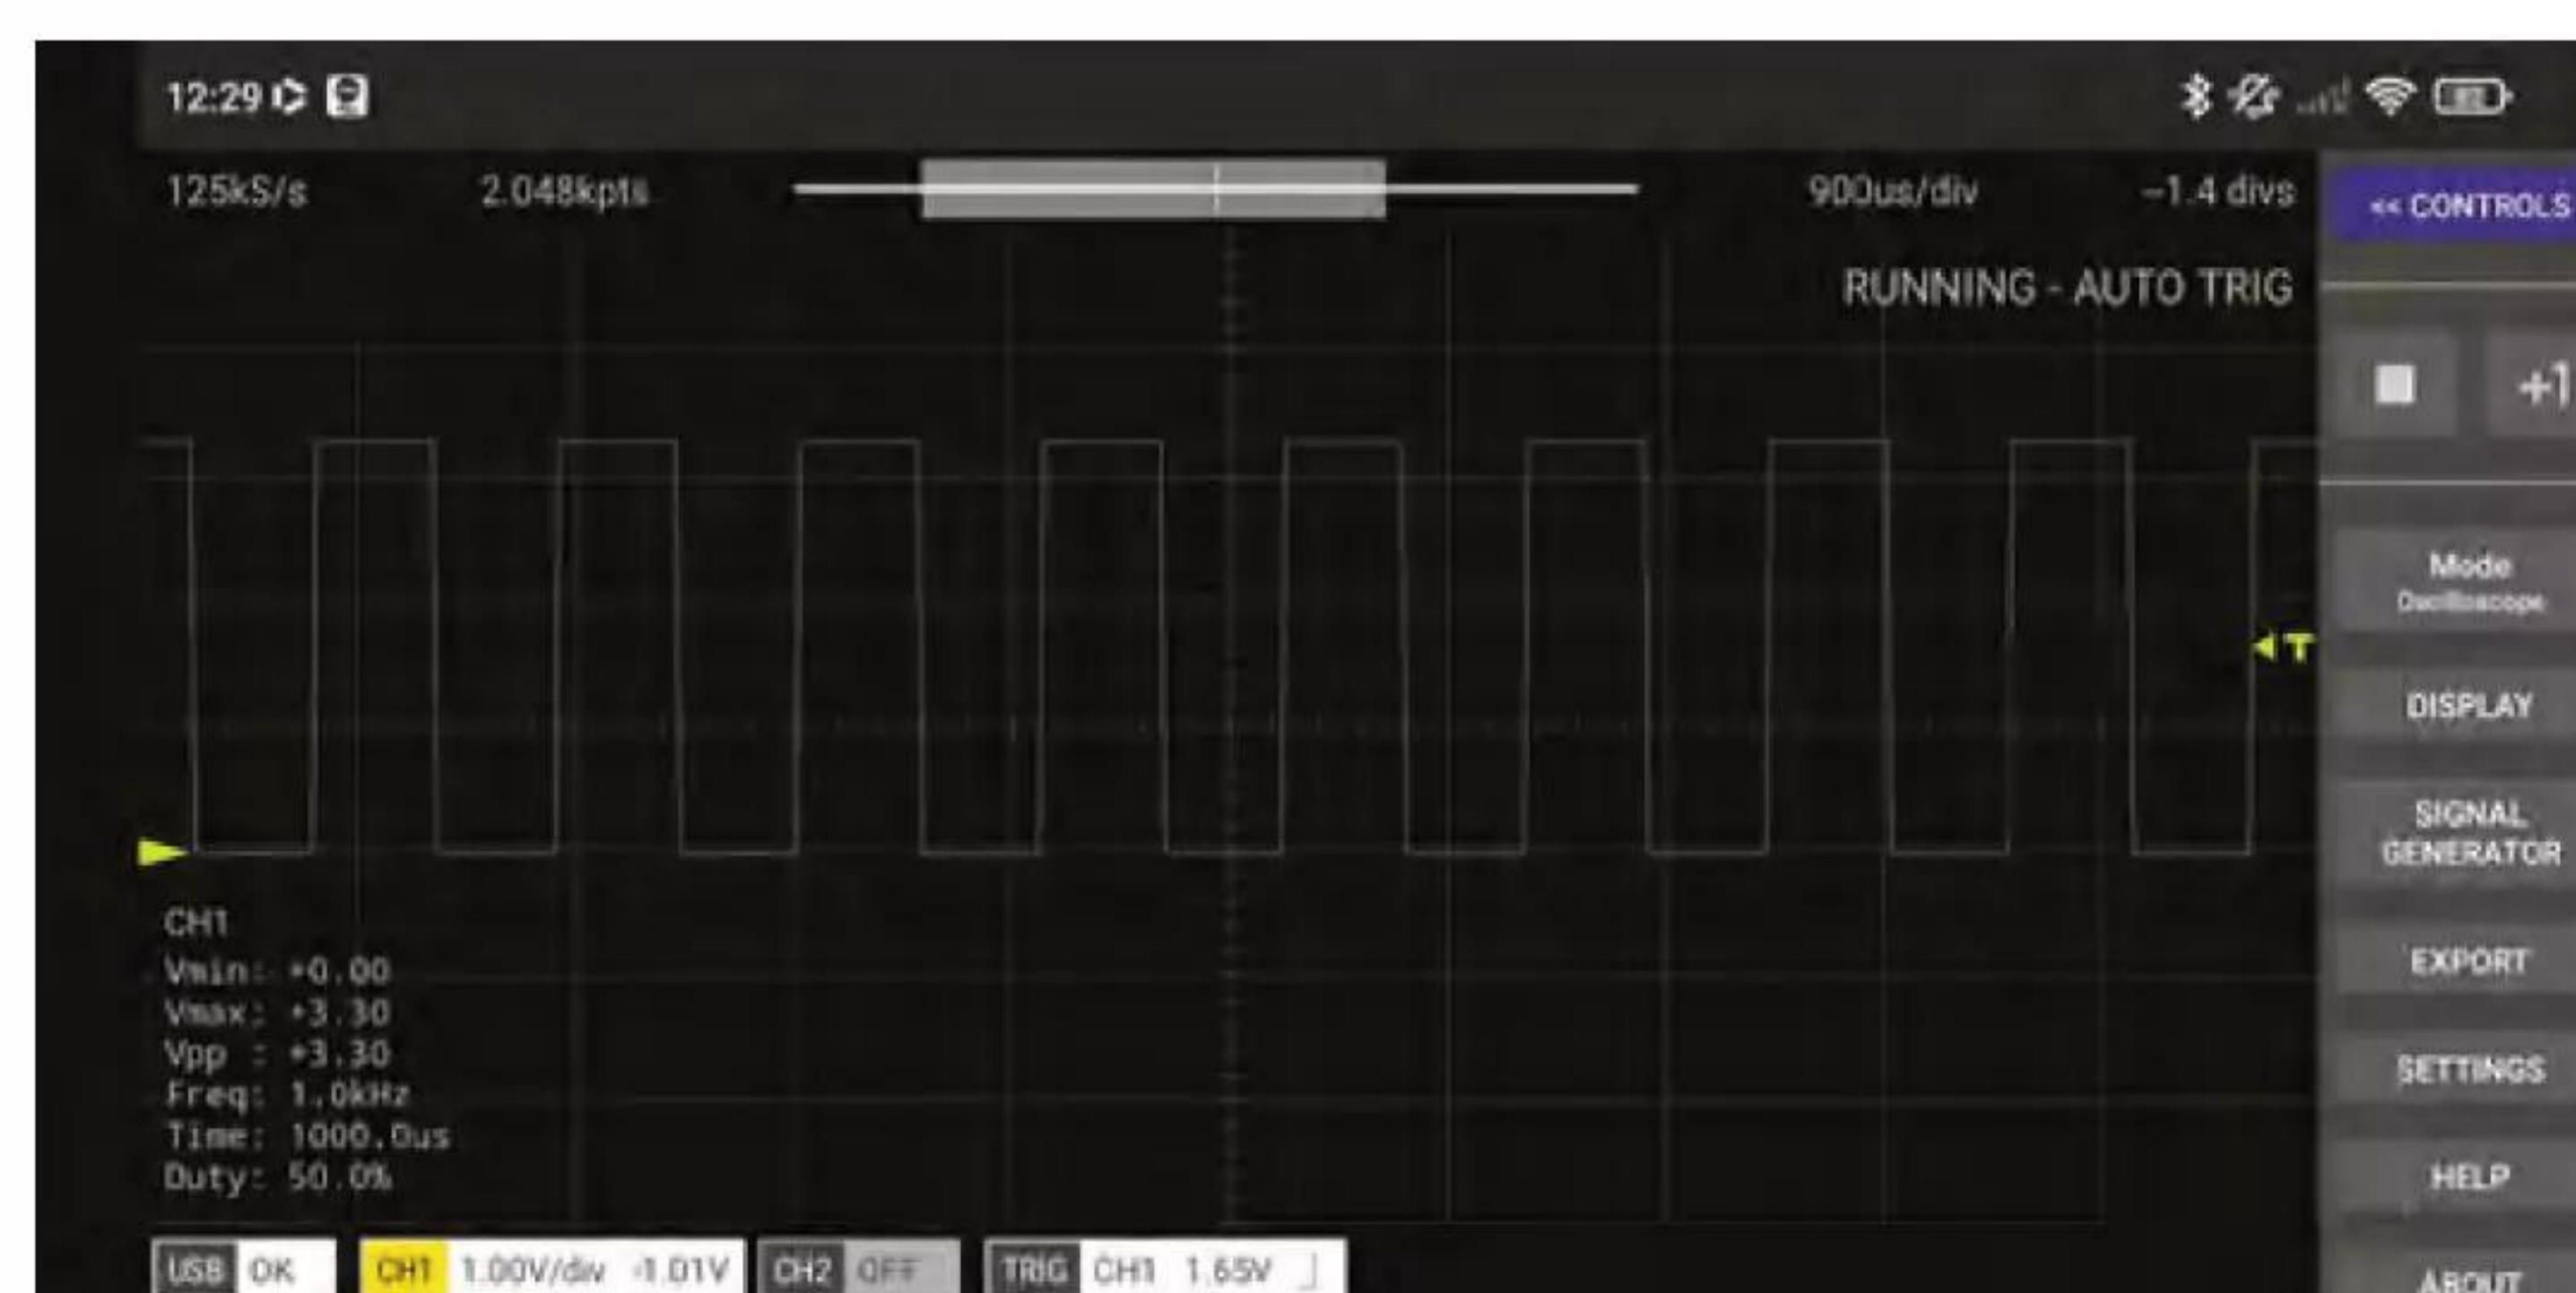 12:29
125kS/s 2.048kpts 900us/div -1.4 divs
<< CONTROLS
RUNNING - AUTO TRIG
+1
Mode
Oscilloscope
T
DISPLAY
SIGNAL
GENERATOR
CH1
Vmin: +0.00
EXPORT
Vmax: +3.30
Vpp : +3.30
SETTINGS
Freq: 1.0kHz
Time: 1000.0us
Duty: 50.0%
HELP
USB OK CH1 1.00V/div -1.01V CH2 OFF TRIG CH1 1.65V
ABOUT